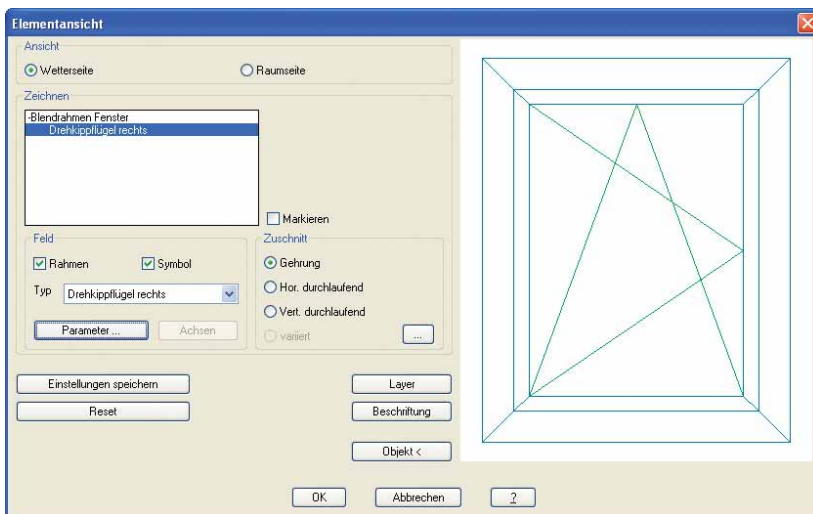 Elementansicht
Ansicht
Wetterseite
Raumseite
Zeichnen
-Blendrahmen Fenster
Drehkippflügel rechts
Markieren
Feld
Rahmen
Symbol
Typ
Drehkippflügel rechts
Parameter ...
Achsen
Zuschnitt
Gehrung
Hor. durchlaufend
Vert. durchlaufend
variiert
...
Einstellungen speichern
Layer
Reset
Beschriftung
Objekt <
OK
Abbrechen
?